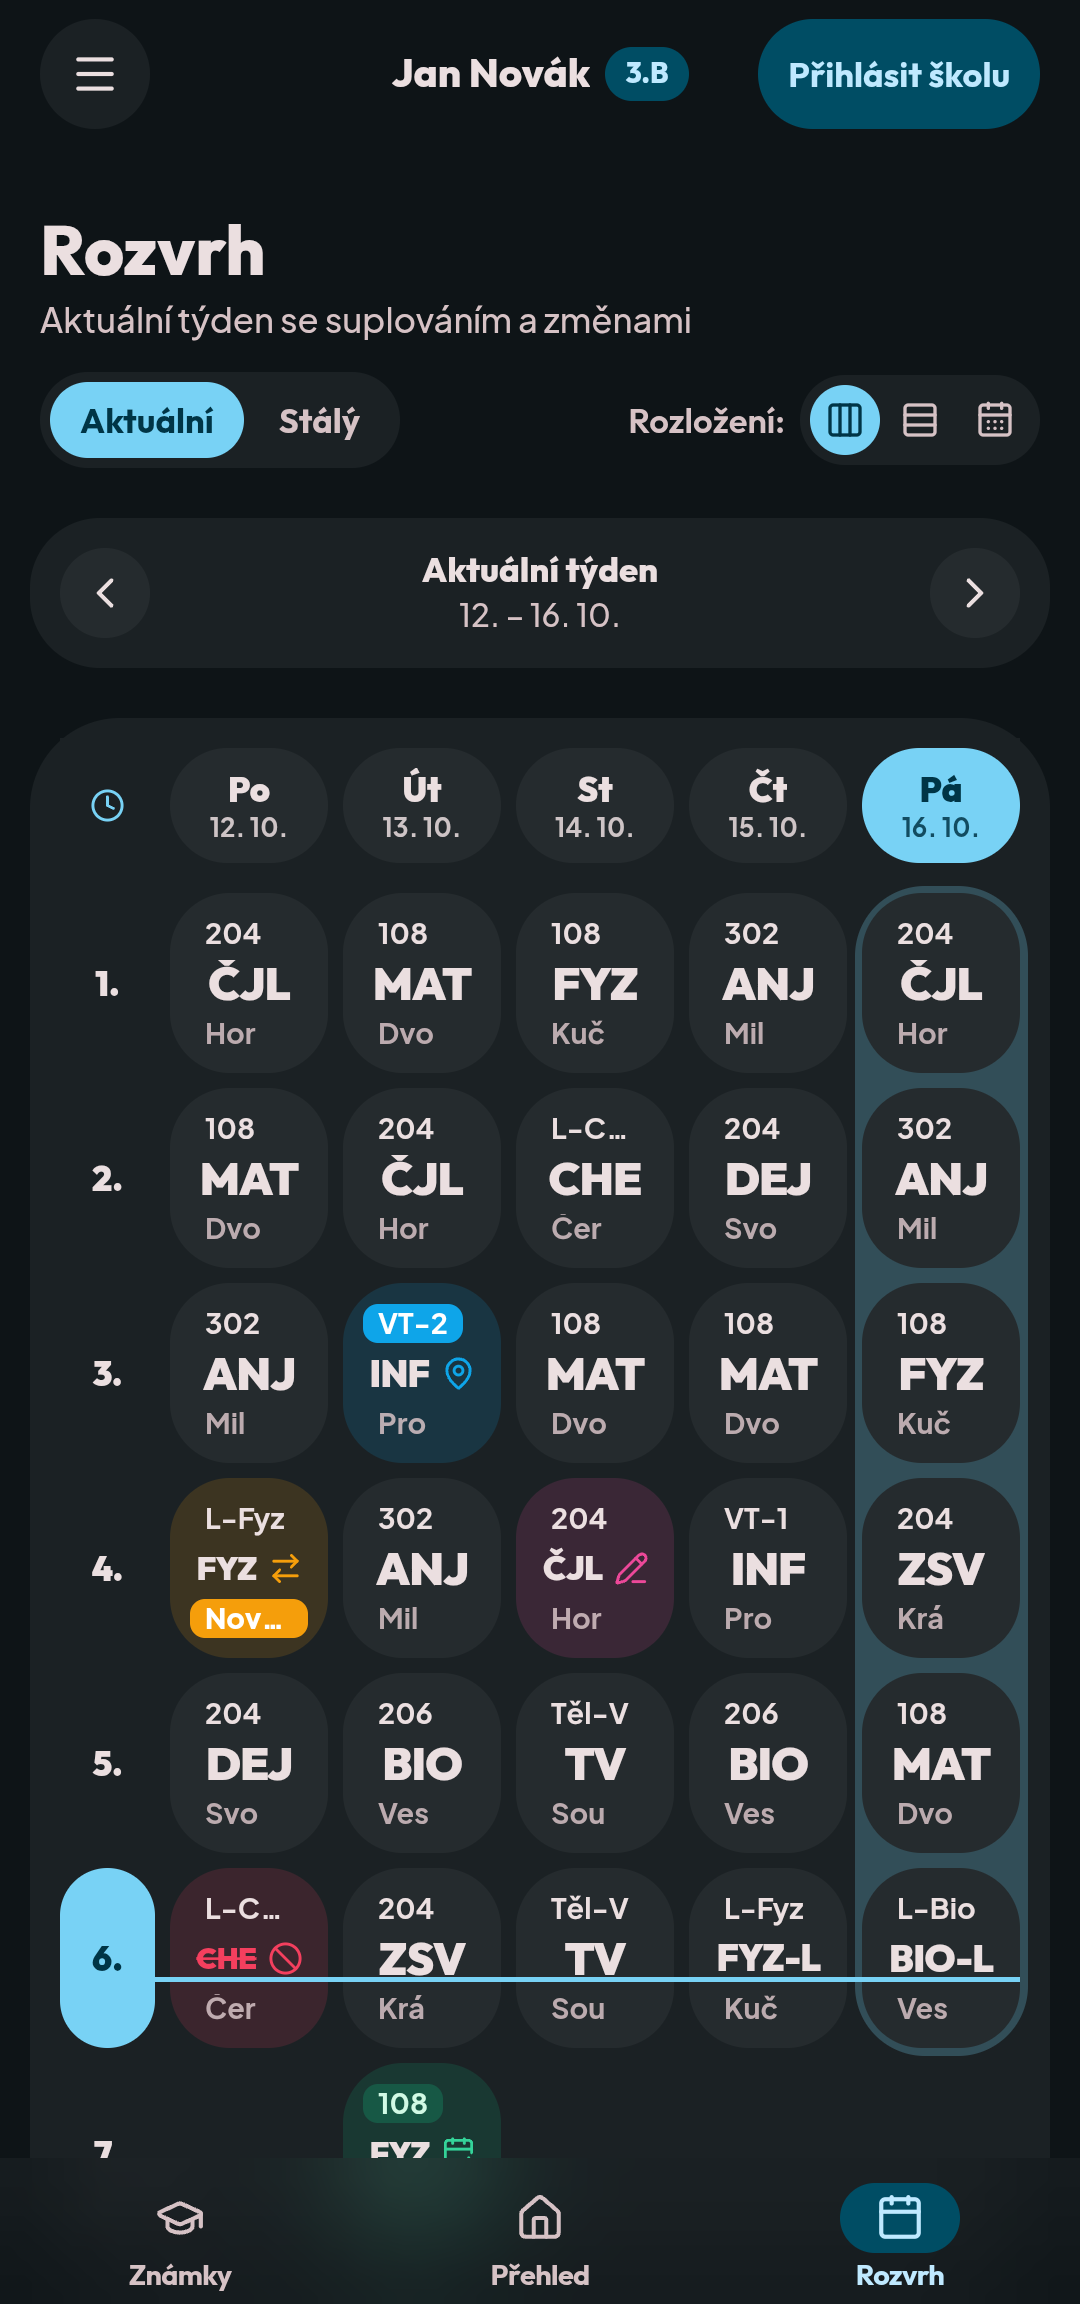 Jan Novák 3.B Přihlásit školu
Rozvrh
Aktuální týden se suplováním a změnami
Aktuální Stálý Rozložení:
Aktuální týden
12. – 16. 10.
Po Út St Čt Pá
12. 10. 13. 10. 14. 10. 15. 10. 16. 10.
204 108 108 302 204
1. ČJL MAT FYZ ANJ ČJL
Hor Dvo Kuč Mil Hor
108 204 L-C… 204 302
2. MAT ČJL CHE DEJ ANJ
Dvo Hor Čer Svo Mil
302 VT-2 108 108 108
3. ANJ INF MAT MAT FYZ
Mil Pro Dvo Dvo Kuč
L-Fyz 302 204 VT-1 204
4. FYZ ANJ ČJL INF ZSV
Nov… Mil Hor Pro Krá
204 206 Těl-V 206 108
5. DEJ BIO TV BIO MAT
Svo Ves Sou Ves Dvo
L-C… 204 Těl-V L-Fyz L-Bio
6. CHE ZSV TV FYZ-L BIO-L
Čer Krá Sou Kuč Ves
108
7 FYZ
Známky Přehled Rozvrh